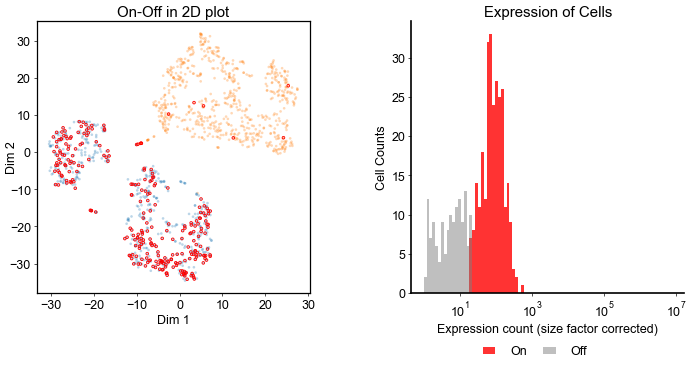 On-Off in 2D plot
Dim 2
30
20
10
0
−10
−20
−30
−30 −20 −10 0 10 20 30
Dim 1
Expression of Cells
Cell Counts
30
25
20
15
10
5
0
10^1 10^3 10^5 10^7
Expression count (size factor corrected)
On Off